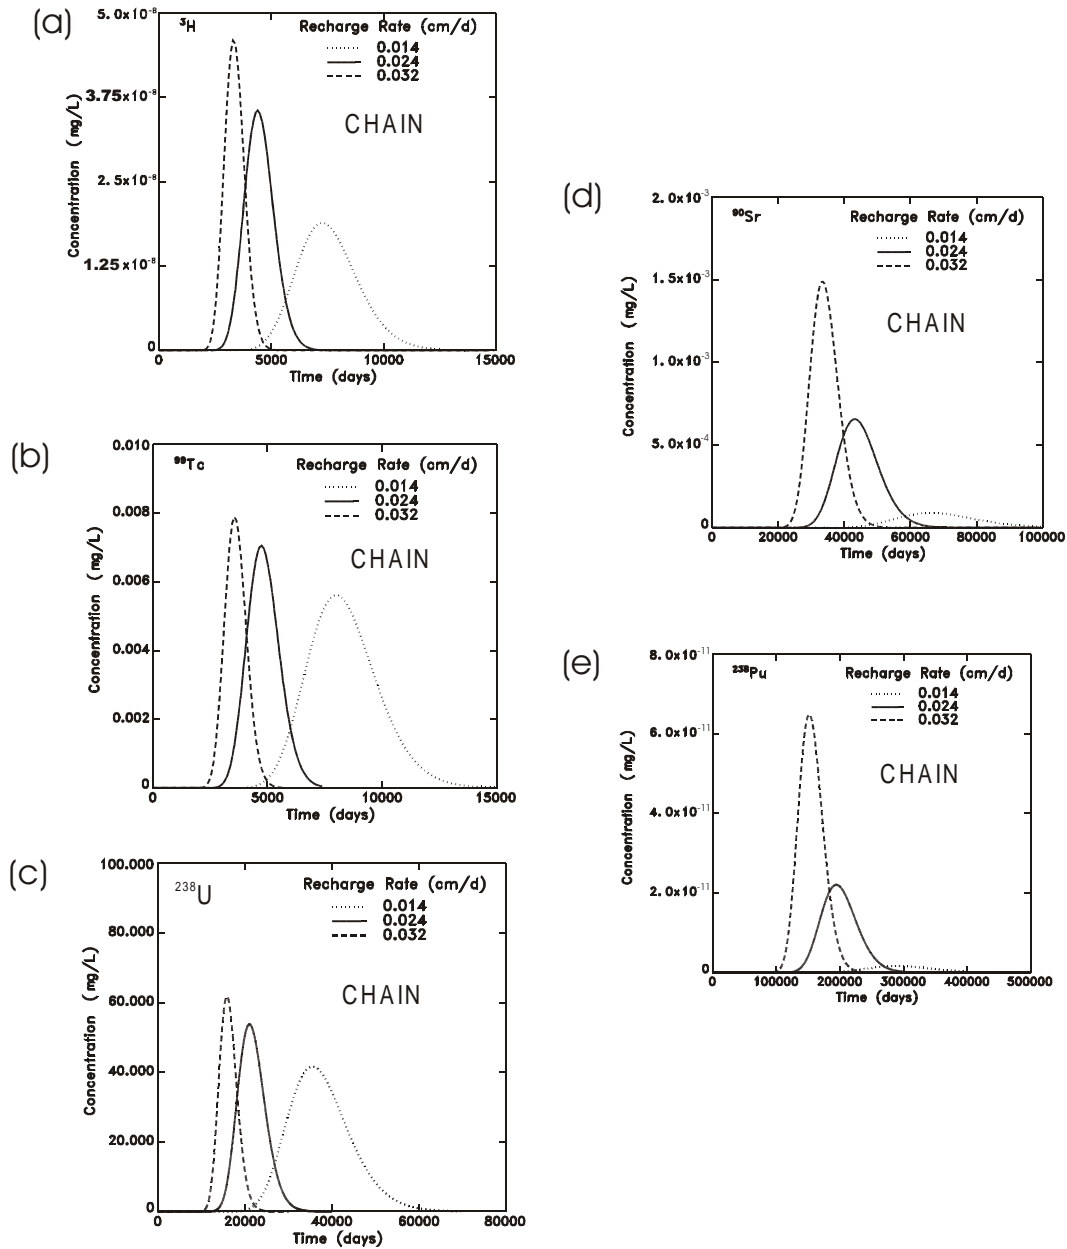 (a)
³H
Recharge Rate (cm/d)
0.014
0.024
0.032
CHAIN
Concentration (mg/L)
5.0x10⁻⁸
3.75x10⁻⁸
2.5x10⁻⁸
1.25x10⁻⁸
0
0 5000 10000 15000
Time (days)
(b)
⁹⁹Tc
Recharge Rate (cm/d)
0.014
0.024
0.032
CHAIN
Concentration (mg/L)
0.010
0.008
0.006
0.004
0.002
0
0 5000 10000 15000
Time (days)
(c)
²³⁸U
Recharge Rate (cm/d)
0.014
0.024
0.032
CHAIN
Concentration (mg/L)
100.000
80.000
60.000
40.000
20.000
0
0 20000 40000 60000 80000
Time (days)
(d)
⁹⁰Sr
Recharge Rate (cm/d)
0.014
0.024
0.032
CHAIN
Concentration (mg/L)
2.0x10⁻³
1.5x10⁻³
1.0x10⁻³
5.0x10⁻⁴
0
0 20000 40000 60000 80000 100000
Time (days)
(e)
²³⁸Pu
Recharge Rate (cm/d)
0.014
0.024
0.032
CHAIN
Concentration (mg/L)
8.0x10⁻¹¹
6.0x10⁻¹¹
4.0x10⁻¹¹
2.0x10⁻¹¹
0
0 100000 200000 300000 400000 500000
Time (days)